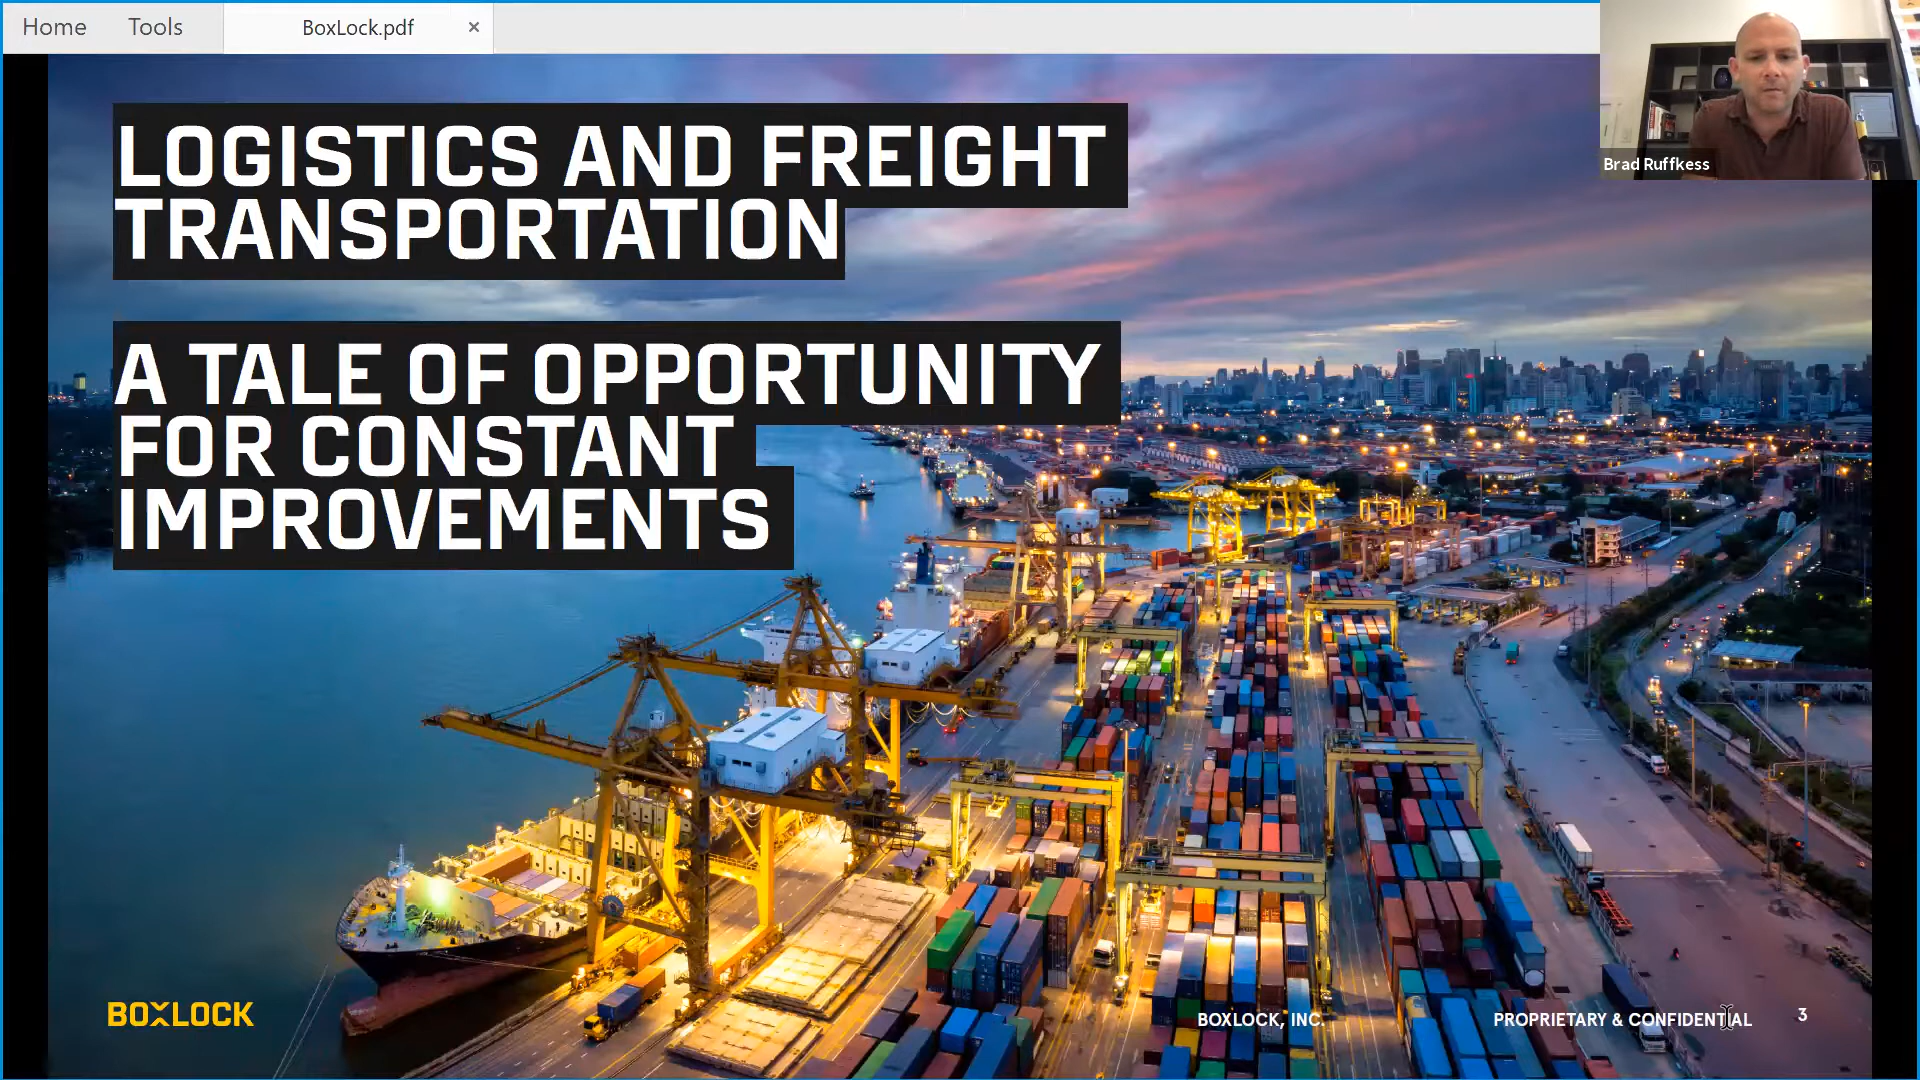 Home Tools BoxLock.pdf ×
Brad Ruffkess
LOGISTICS AND FREIGHT
TRANSPORTATION
A TALE OF OPPORTUNITY
FOR CONSTANT
IMPROVEMENTS
BOXLOCK
BOXLOCK, INC.
PROPRIETARY & CONFIDENTIAL
3